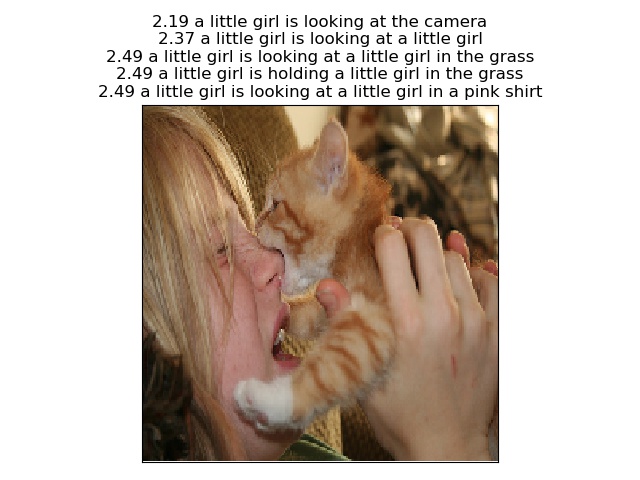 2.19 a little girl is looking at the camera
2.37 a little girl is looking at a little girl
2.49 a little girl is looking at a little girl in the grass
2.49 a little girl is holding a little girl in the grass
2.49 a little girl is looking at a little girl in a pink shirt